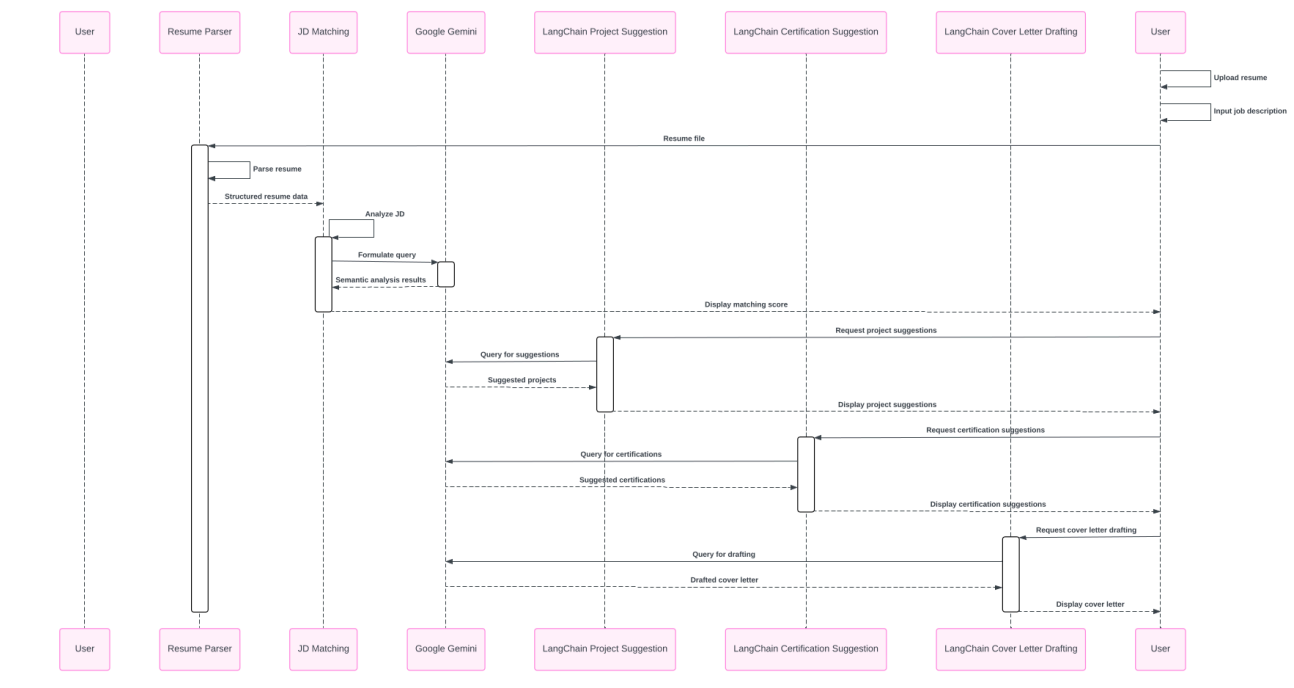 User
Resume Parser
JD Matching
Google Gemini
LangChain Project Suggestion
LangChain Certification Suggestion
LangChain Cover Letter Drafting
User
Upload resume
Input job description
Resume file
Parse resume
Structured resume data
Analyze JD
Formulate query
Semantic analysis results
Display matching score
Request project suggestions
Query for suggestions
Suggested projects
Display project suggestions
Request certification suggestions
Query for certifications
Suggested certifications
Display certification suggestions
Request cover letter drafting
Query for drafting
Drafted cover letter
Display cover letter
User
Resume Parser
JD Matching
Google Gemini
LangChain Project Suggestion
LangChain Certification Suggestion
LangChain Cover Letter Drafting
User